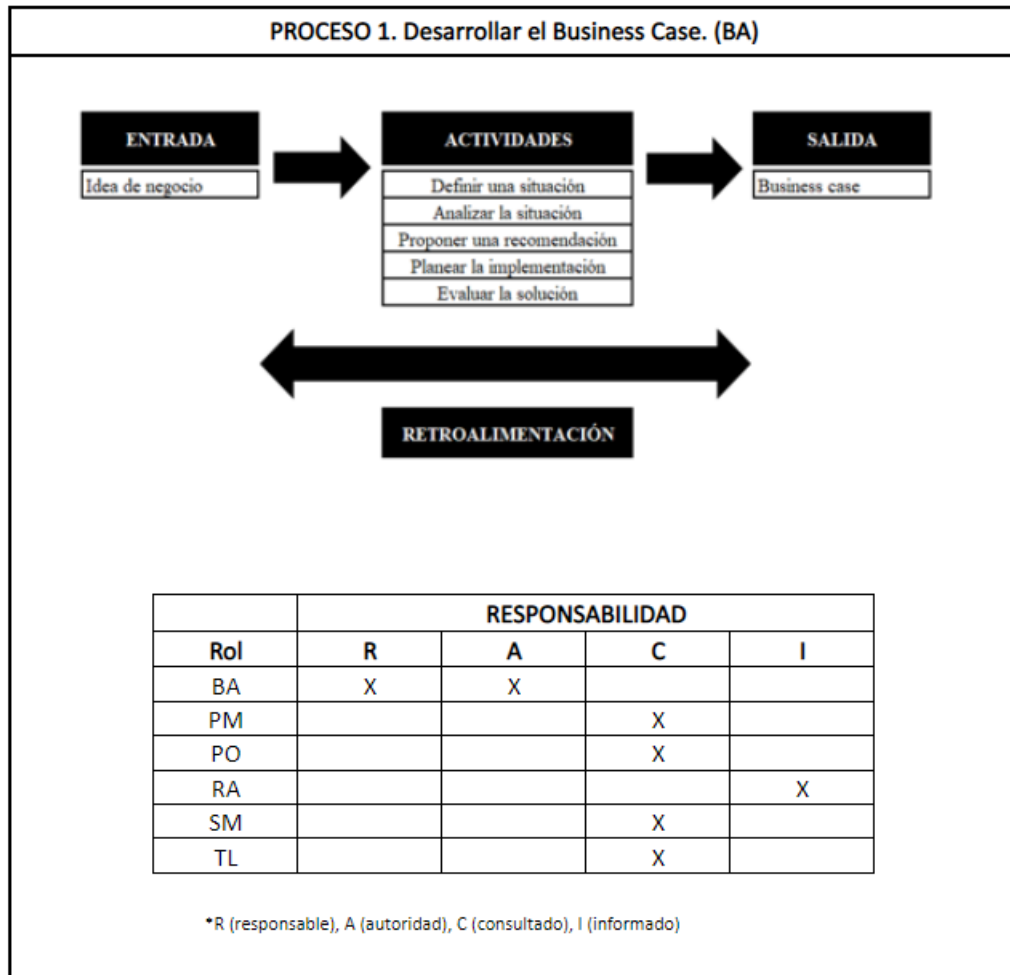 PROCESO 1. Desarrollar el Business Case. (BA)
ENTRADA
Idea de negocio
ACTIVIDADES
Definir una situación
Analizar la situación
Proponer una recomendación
Planear la implementación
Evaluar la solución
SALIDA
Business case
RETROALIMENTACIÓN
RESPONSABILIDAD
Rol R A C I
BA X X
PM X
PO X
RA X
SM X
TL X
*R (responsable), A (autoridad), C (consultado), I (informado)